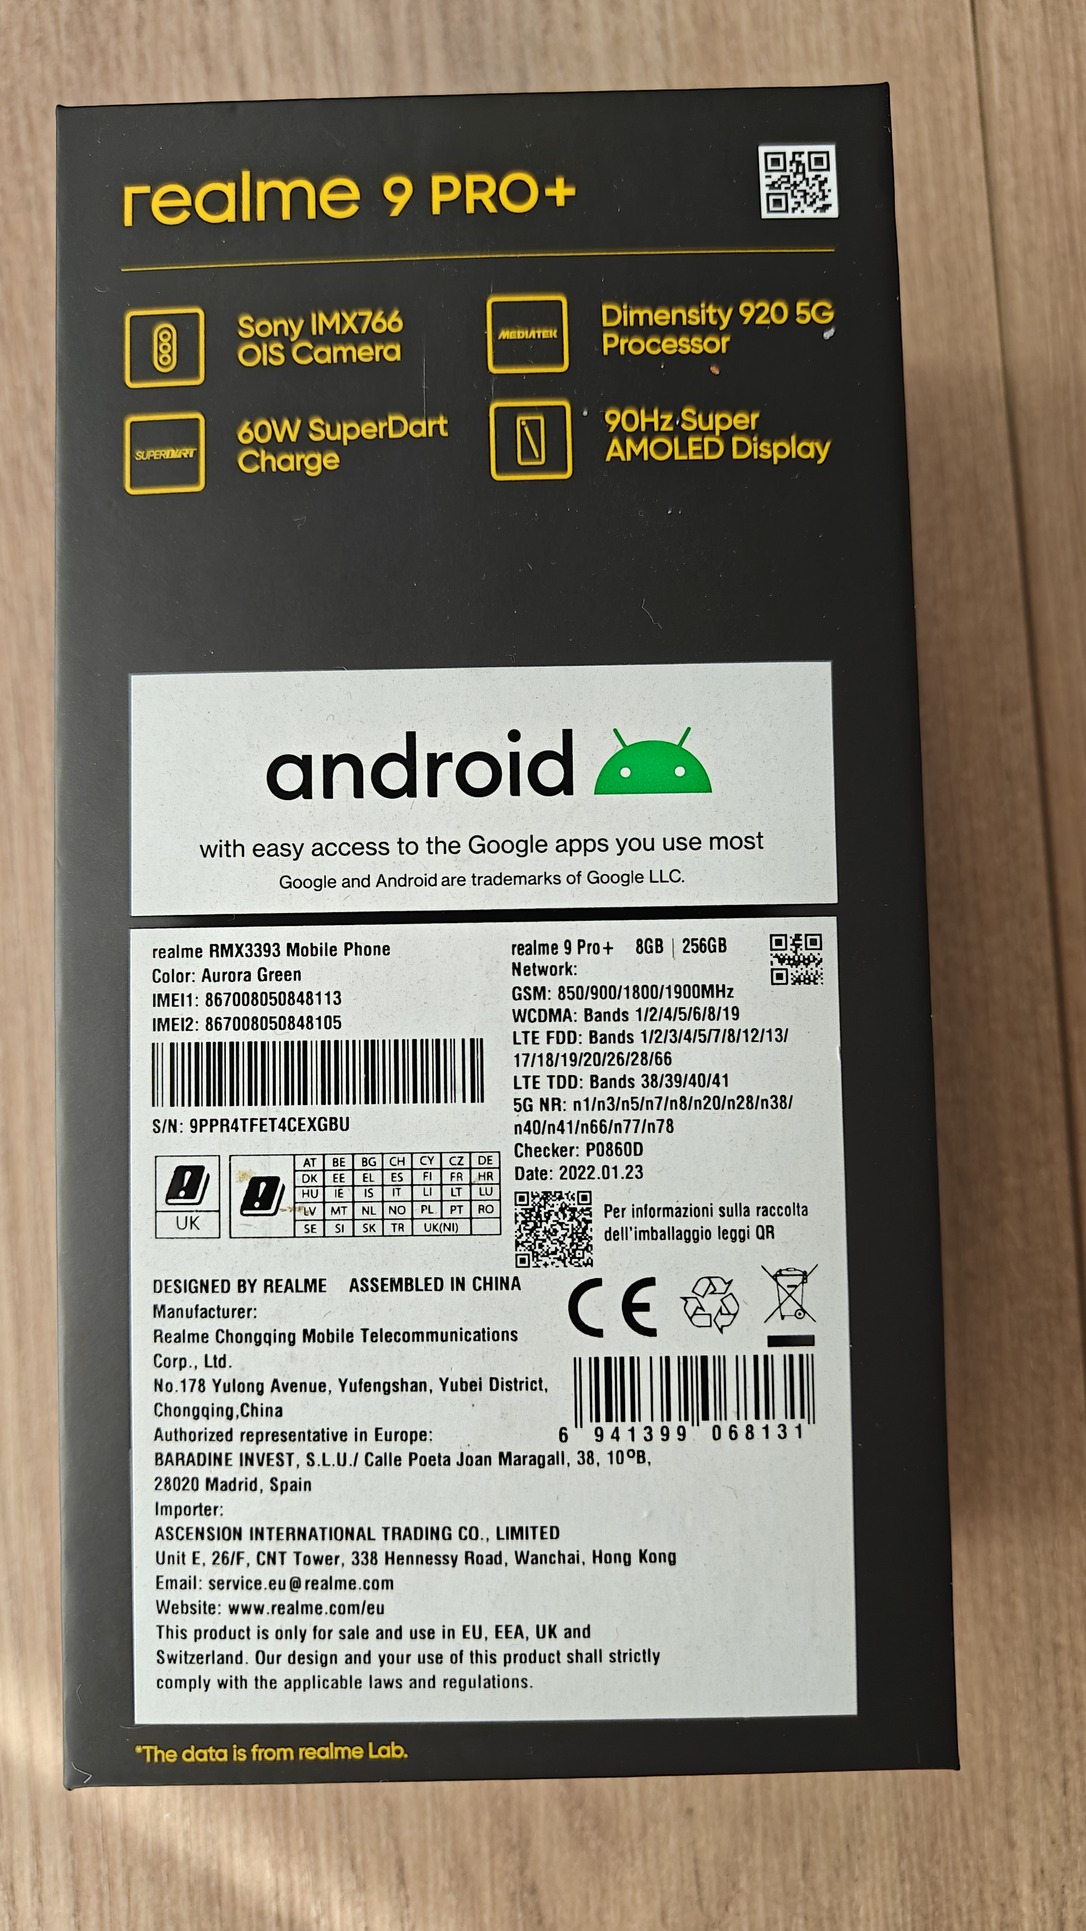 realme 9 PRO+
Sony IMX766
OIS Camera
MEDIATEK
Dimensity 920 5G
Processor
SUPERDART
60W SuperDart
Charge
90Hz Super
AMOLED Display
android
with easy access to the Google apps you use most
Google and Android are trademarks of Google LLC.
realme RMX3393 Mobile Phone
Color: Aurora Green
IMEI1: 867008050848113
IMEI2: 867008050848105
S/N: 9PPR4TFET4CEXGBU
realme 9 Pro+ 8GB | 256GB
Network:
GSM: 850/900/1800/1900MHz
WCDMA: Bands 1/2/4/5/6/8/19
LTE FDD: Bands 1/2/3/4/5/7/8/12/13/
17/18/19/20/26/28/66
LTE TDD: Bands 38/39/40/41
5G NR: n1/n3/n5/n7/n8/n20/n28/n38/
n40/n41/n66/n77/n78
Checker: P0860D
Date: 2022.01.23
UK
AT BE BG CH CY CZ DE
DK EE EL ES FI FR HR
HU IE IS IT LI LT LU
LV MT NL NO PL PT RO
SE SI SK TR UK(NI)
Per informazioni sulla raccolta
dell'imballaggio leggi QR
DESIGNED BY REALME ASSEMBLED IN CHINA
CE
Manufacturer:
Realme Chongqing Mobile Telecommunications
Corp., Ltd.
No.178 Yulong Avenue, Yufengshan, Yubei District,
Chongqing,China
6 941399 068131
Authorized representative in Europe:
BARADINE INVEST, S.L.U./ Calle Poeta Joan Maragall, 38, 10ºB,
28020 Madrid, Spain
Importer:
ASCENSION INTERNATIONAL TRADING CO., LIMITED
Unit E, 26/F, CNT Tower, 338 Hennessy Road, Wanchai, Hong Kong
Email: service.eu@realme.com
Website: www.realme.com/eu
This product is only for sale and use in EU, EEA, UK and
Switzerland. Our design and your use of this product shall strictly
comply with the applicable laws and regulations.
*The data is from realme Lab.